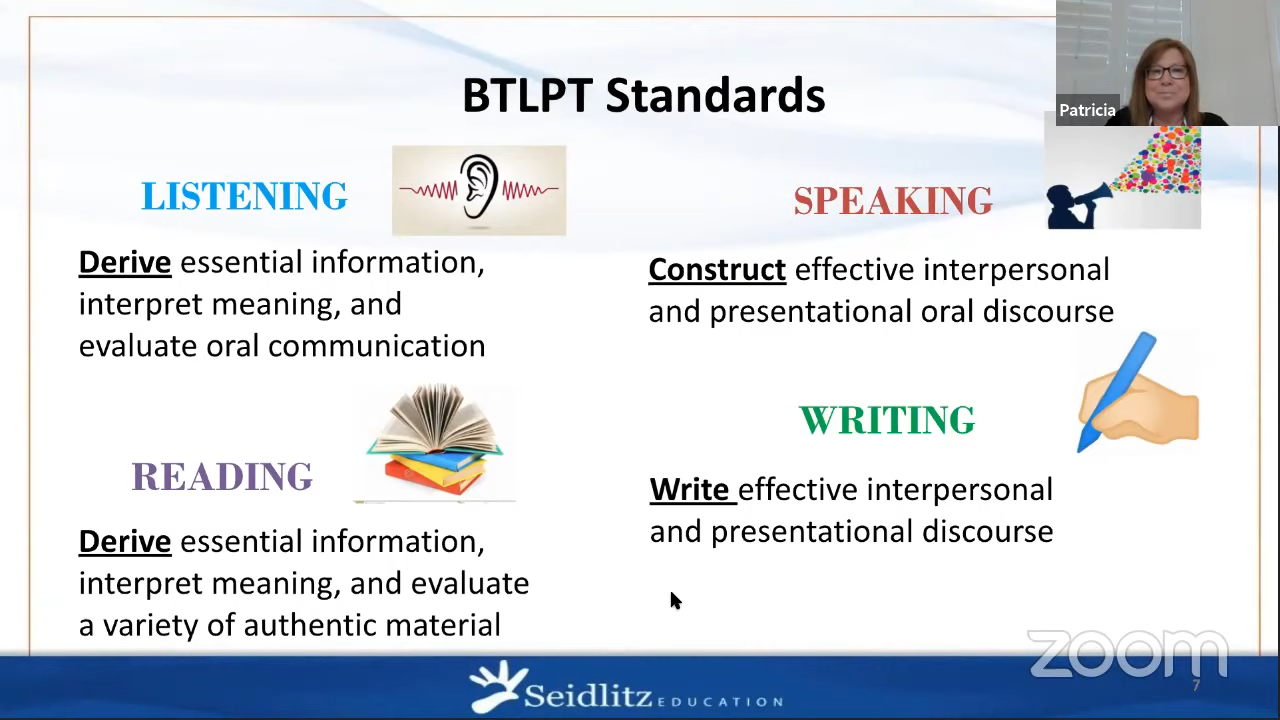 BTLPT Standards
Patricia
LISTENING
Derive essential information,
interpret meaning, and
evaluate oral communication
SPEAKING
Construct effective interpersonal
and presentational oral discourse
READING
Derive essential information,
interpret meaning, and evaluate
a variety of authentic material
WRITING
Write effective interpersonal
and presentational discourse
zoom
7
Seidlitz EDUCATION